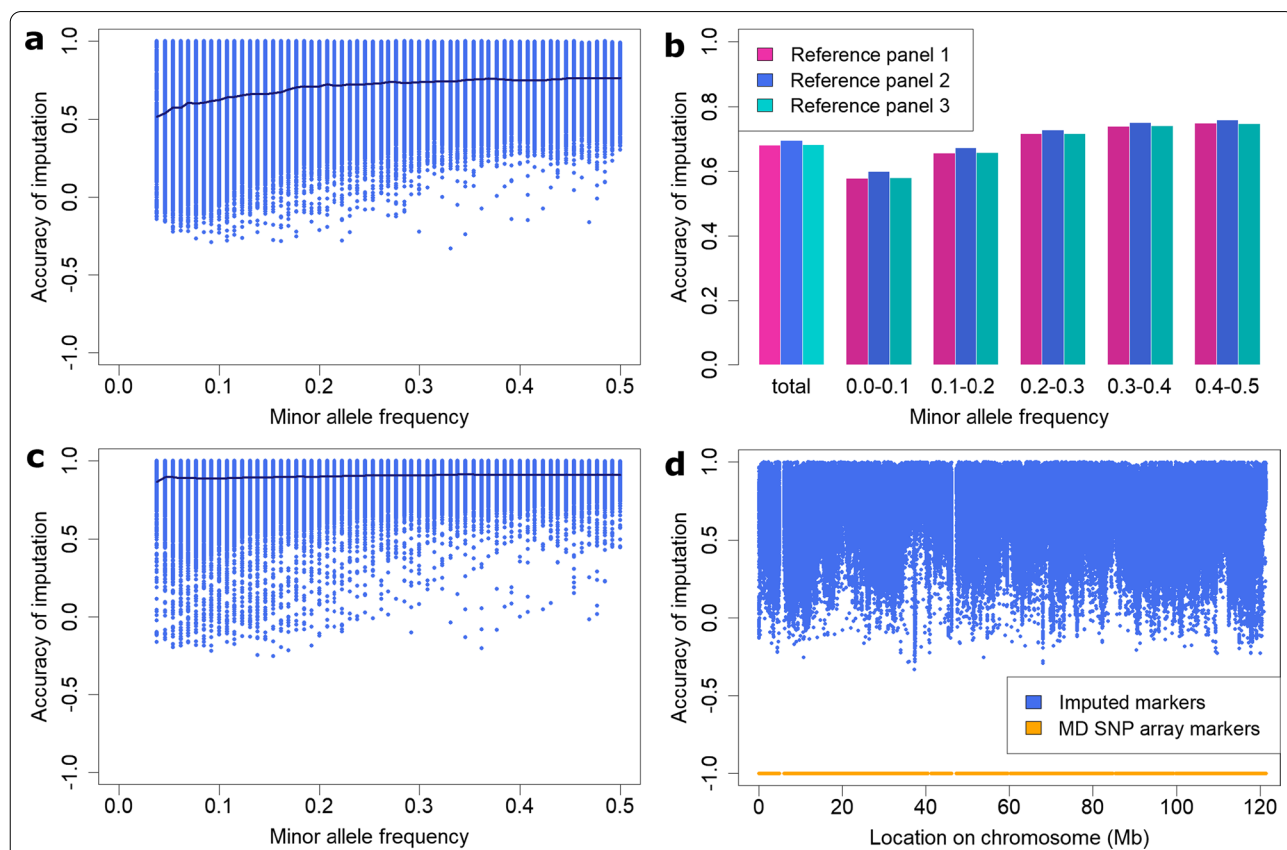 a
1.0
0.5
0.0
-0.5
-1.0
Accuracy of imputation
0.0 0.1 0.2 0.3 0.4 0.5
Minor allele frequency
b
1.0
0.8
0.6
0.4
0.2
0.0
Accuracy of imputation
Reference panel 1
Reference panel 2
Reference panel 3
total 0.0-0.1 0.1-0.2 0.2-0.3 0.3-0.4 0.4-0.5
Minor allele frequency
c
1.0
0.5
0.0
-0.5
-1.0
Accuracy of imputation
0.0 0.1 0.2 0.3 0.4 0.5
Minor allele frequency
d
1.0
0.5
0.0
-0.5
-1.0
Accuracy of imputation
Imputed markers
MD SNP array markers
0 20 40 60 80 100 120
Location on chromosome (Mb)